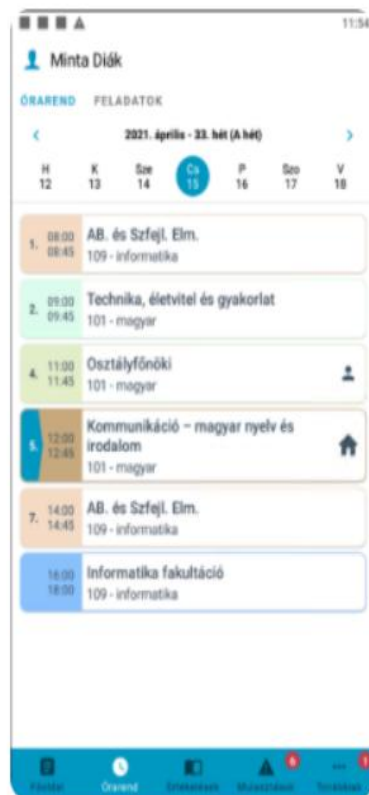 11:54
Minta Diák
ÓRAREND FELADATOK
2021. április - 33. hét (A hét)
H K Sze Cs P Szo V
12 13 14 15 16 17 18
1. 08:00 08:45 AB. és Szfejl. Elm.
109 - informatika
2. 09:00 09:45 Technika, életvitel és gyakorlat
101 - magyar
4. 11:00 11:45 Osztályfőnöki
101 - magyar
5. 12:00 12:45 Kommunikáció – magyar nyelv és
irodalom
101 - magyar
7. 14:00 14:45 AB. és Szfejl. Elm.
109 - informatika
16:00 18:00 Informatika fakultáció
109 - informatika
6 1
Órarend